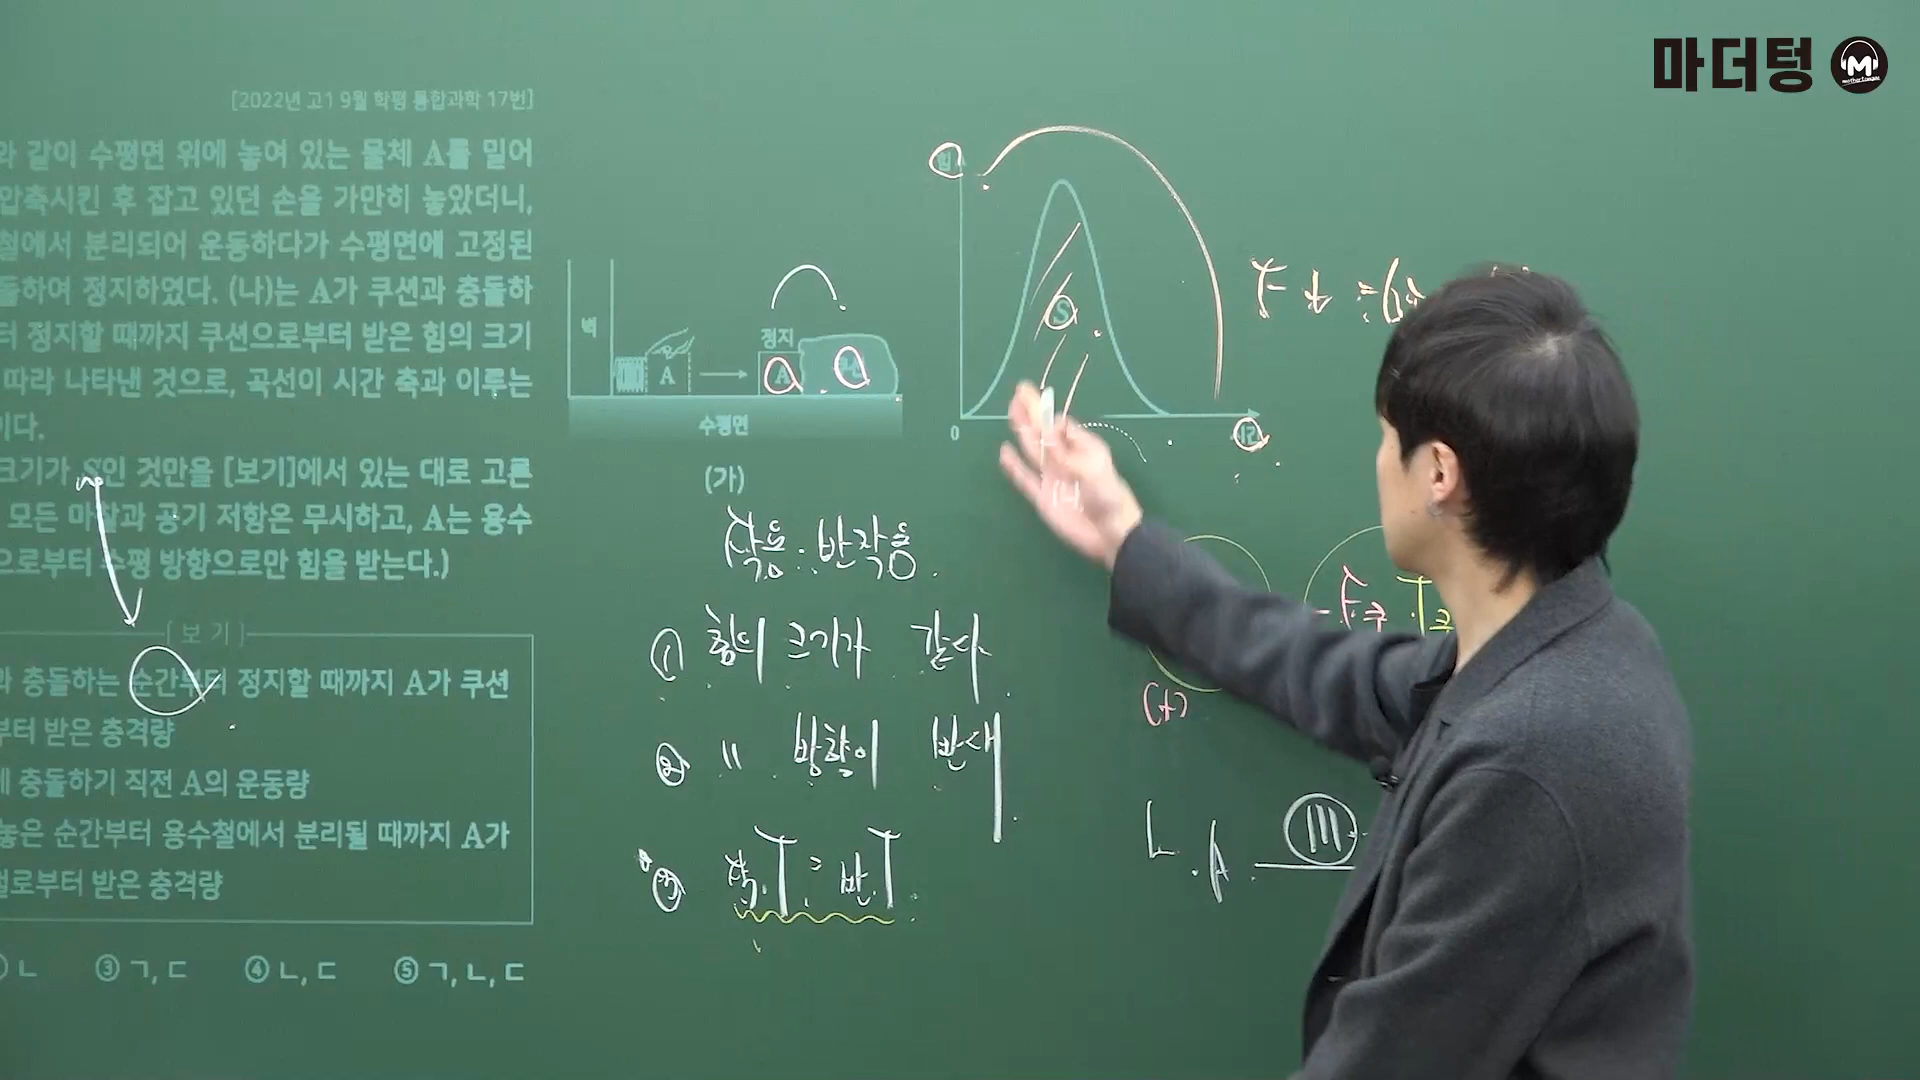 마더텅
[2022년 고1 9월 학평 통합과학 17번]
같이 수평면 위에 놓여 있는 물체 A를 밀어
압축시킨 후 잡고 있던 손을 가만히 놓았더니,
철에서 분리되어 운동하다가 수평면에 고정된
돌하여 정지하였다. (나)는 A가 쿠션과 충돌하
터 정지할 때까지 쿠션으로부터 받은 힘의 크기
따라 나타낸 것으로, 곡선이 시간 축과 이루는
이다.
크기가 S인 것만을 [보기]에서 있는 대로 고른
모든 마찰과 공기 저항은 무시하고, A는 용수
으로부터 수평 방향으로만 힘을 받는다.)
[보기]
과 충돌하는 순간부터 정지할 때까지 A가 쿠션
부터 받은 충격량
에 충돌하기 직전 A의 운동량
놓은 순간부터 용수철에서 분리될 때까지 A가
철로부터 받은 충격량
ㄴ ③ ㄱ, ㄷ ④ ㄴ, ㄷ ⑤ ㄱ, ㄴ, ㄷ
벽
A
정지
A
수평면
(가)
힘
S
0
시간
(나)
F t =
작용. 반작용
① 힘의 크기가 같다.
② " 방향이 반대
③ 작.T = 반.T
(+)